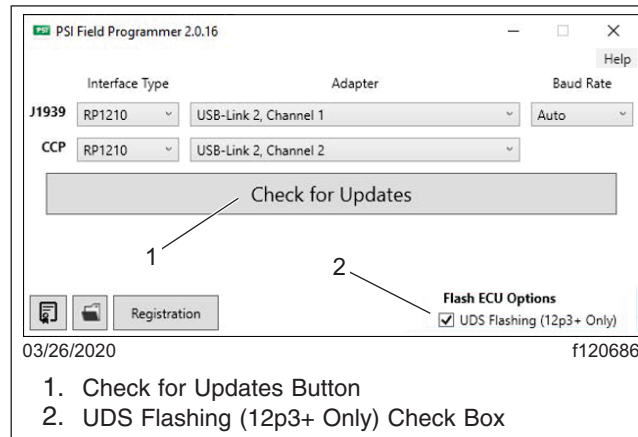 PSI PSI Field Programmer 2.0.16
Help
Interface Type Adapter Baud Rate
J1939 RP1210 USB-Link 2, Channel 1 Auto
CCP RP1210 USB-Link 2, Channel 2
Check for Updates
1
2
Flash ECU Options
Registration UDS Flashing (12p3+ Only)
03/26/2020 f120686
1. Check for Updates Button
2. UDS Flashing (12p3+ Only) Check Box